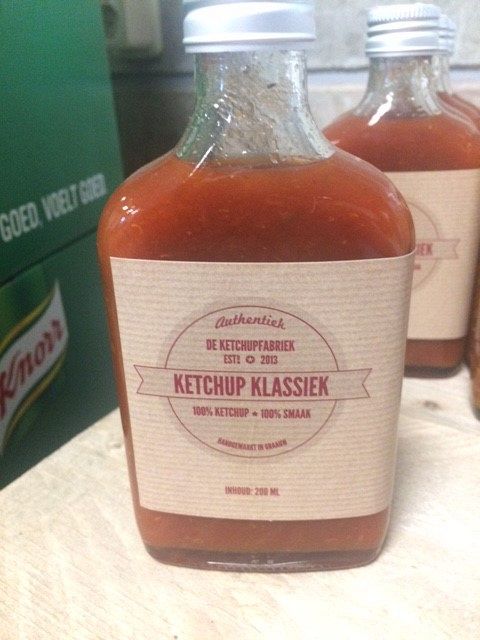 GOED, VOELT GOED
Knorr
Authentiek
DE KETCHUPFABRIEK
ESTD 2013
KETCHUP KLASSIEK
100% KETCHUP ★ 100% SMAAK
HANDGEMAAKT IN
INHOUD: 200 ML